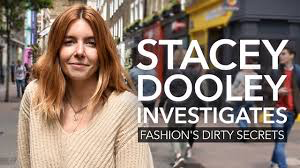 STACEY
DOOLEY
INVESTIGATES
FASHION'S DIRTY SECRETS